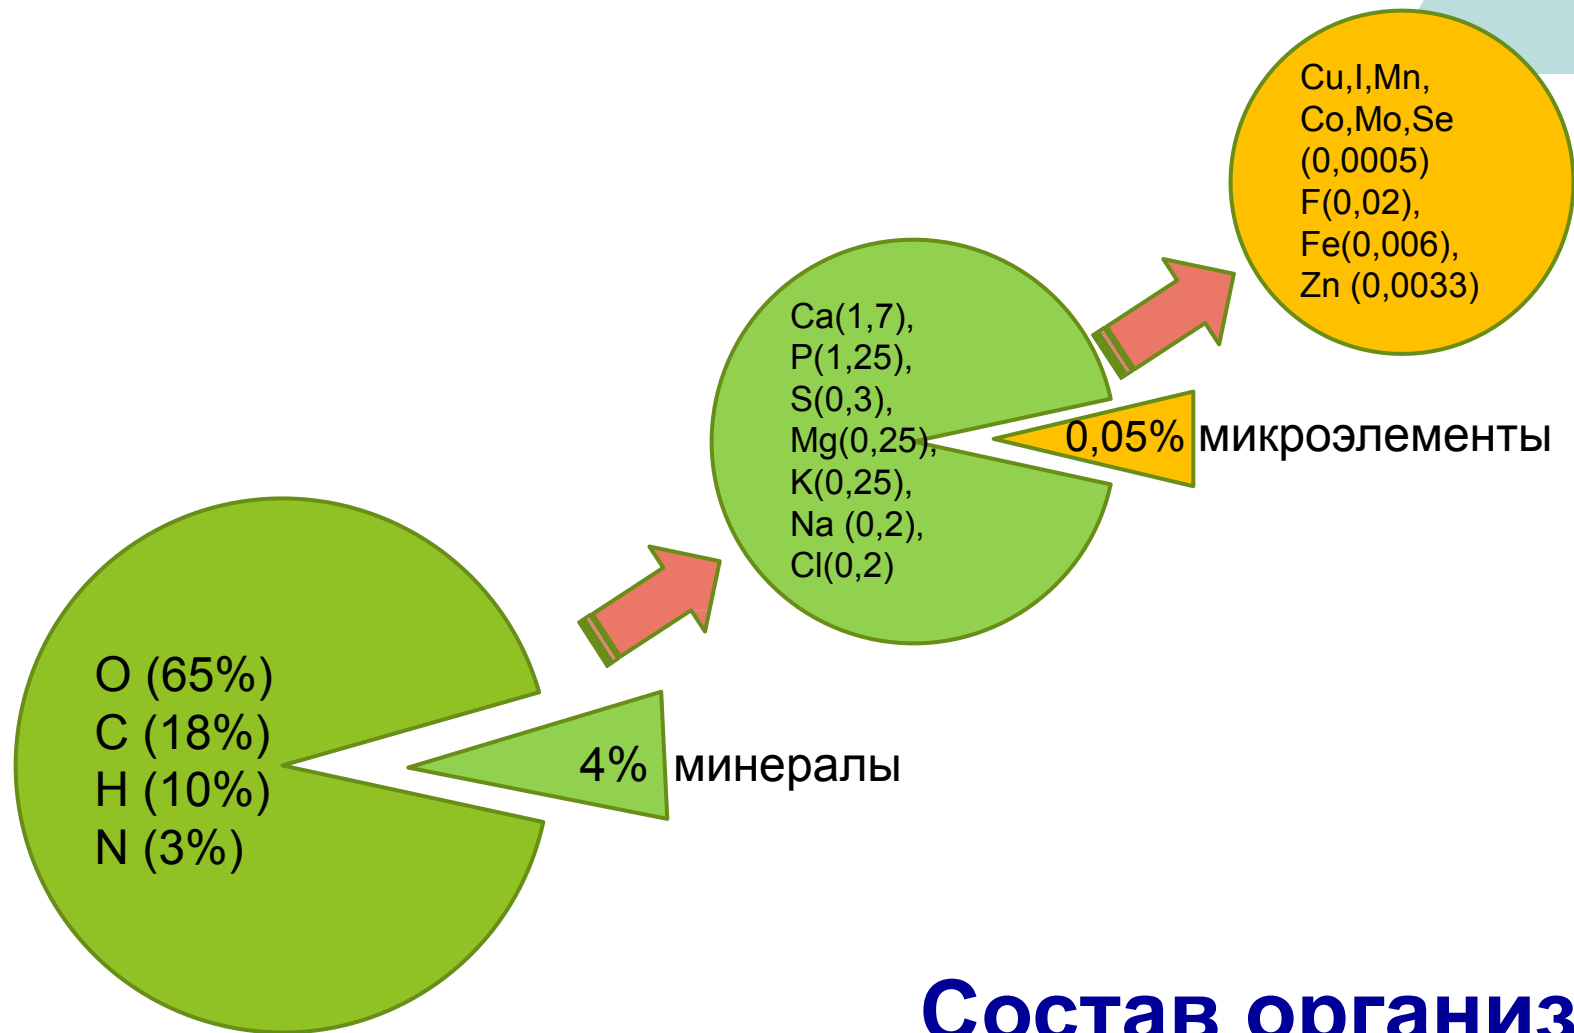 Cu,I,Mn,
Co,Mo,Se
(0,0005)
F(0,02),
Fe(0,006),
Zn (0,0033)
Ca(1,7),
P(1,25),
S(0,3),
Mg(0,25),
K(0,25),
Na (0,2),
Cl(0,2)
0,05% микроэлементы
O (65%)
C (18%)
H (10%)
N (3%)
4% минералы
Состав организ